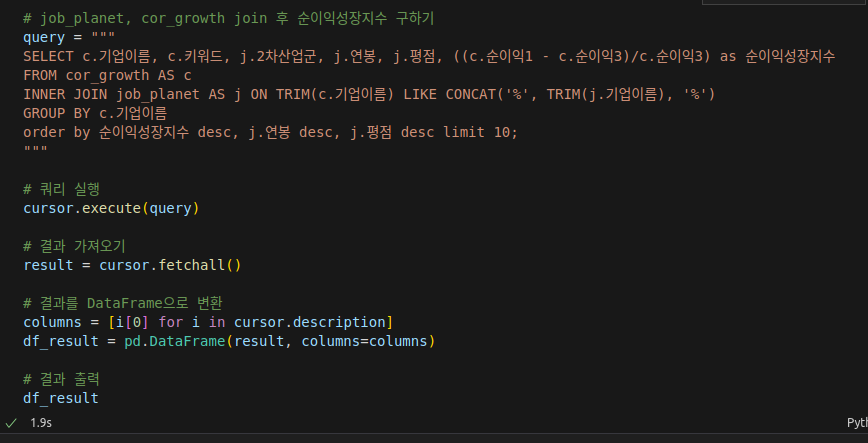 # job_planet, cor_growth join 후 순이익성장지수 구하기
query = """
SELECT c.기업이름, c.키워드, j.2차산업군, j.연봉, j.평점, ((c.순이익1 - c.순이익3)/c.순이익3) as 순이익성장지수
FROM cor_growth AS c
INNER JOIN job_planet AS j ON TRIM(c.기업이름) LIKE CONCAT('%', TRIM(j.기업이름), '%')
GROUP BY c.기업이름
order by 순이익성장지수 desc, j.연봉 desc, j.평점 desc limit 10;
"""
# 쿼리 실행
cursor.execute(query)
# 결과 가져오기
result = cursor.fetchall()
# 결과를 DataFrame으로 변환
columns = [i[0] for i in cursor.description]
df_result = pd.DataFrame(result, columns=columns)
# 결과 출력
df_result
1.9s
Pyth